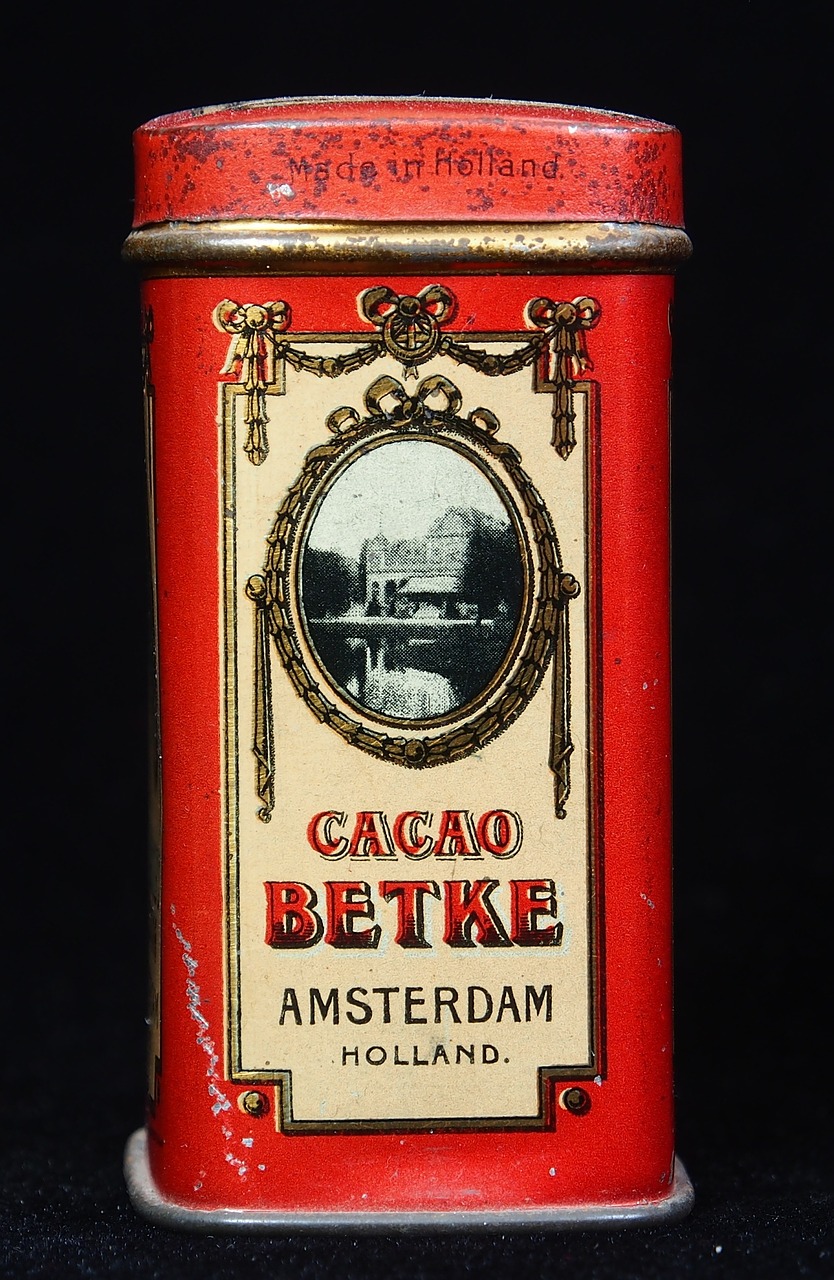 Made in Holland.
CACAO
BETKE
AMSTERDAM
HOLLAND.